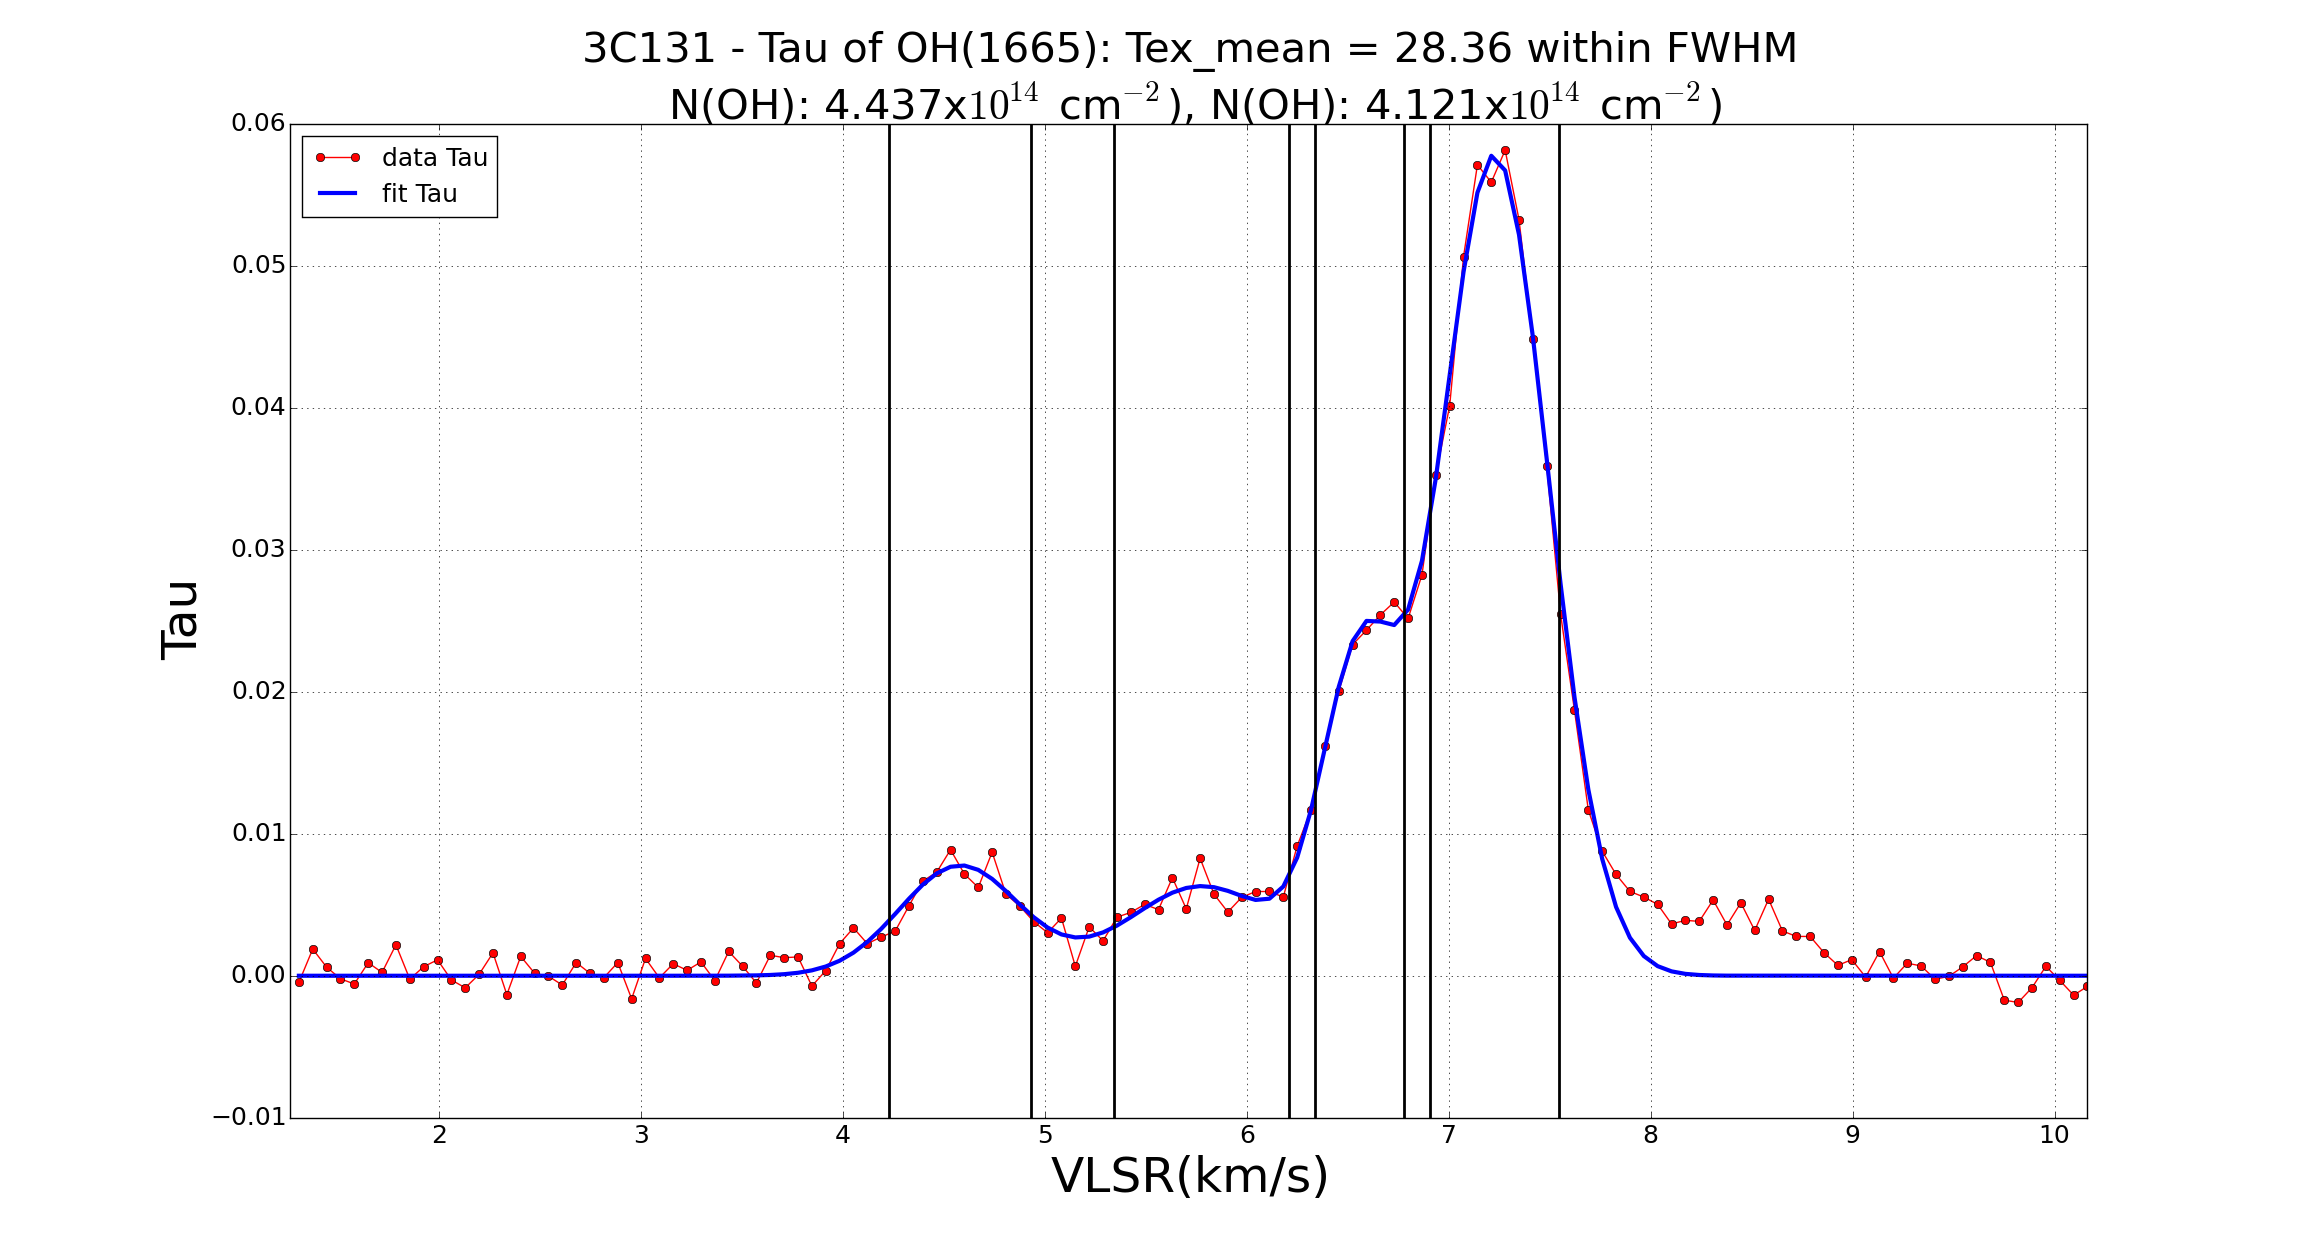 3C131 - Tau of OH(1665): Tex_mean = 28.36 within FWHM
N(OH): 4.437x10^{14} cm^{−2}), N(OH): 4.121x10^{14} cm^{−2})
data Tau
fit Tau
0.06
0.05
0.04
0.03
0.02
0.01
0.00
−0.01
Tau
2 3 4 5 6 7 8 9 10
VLSR(km/s)